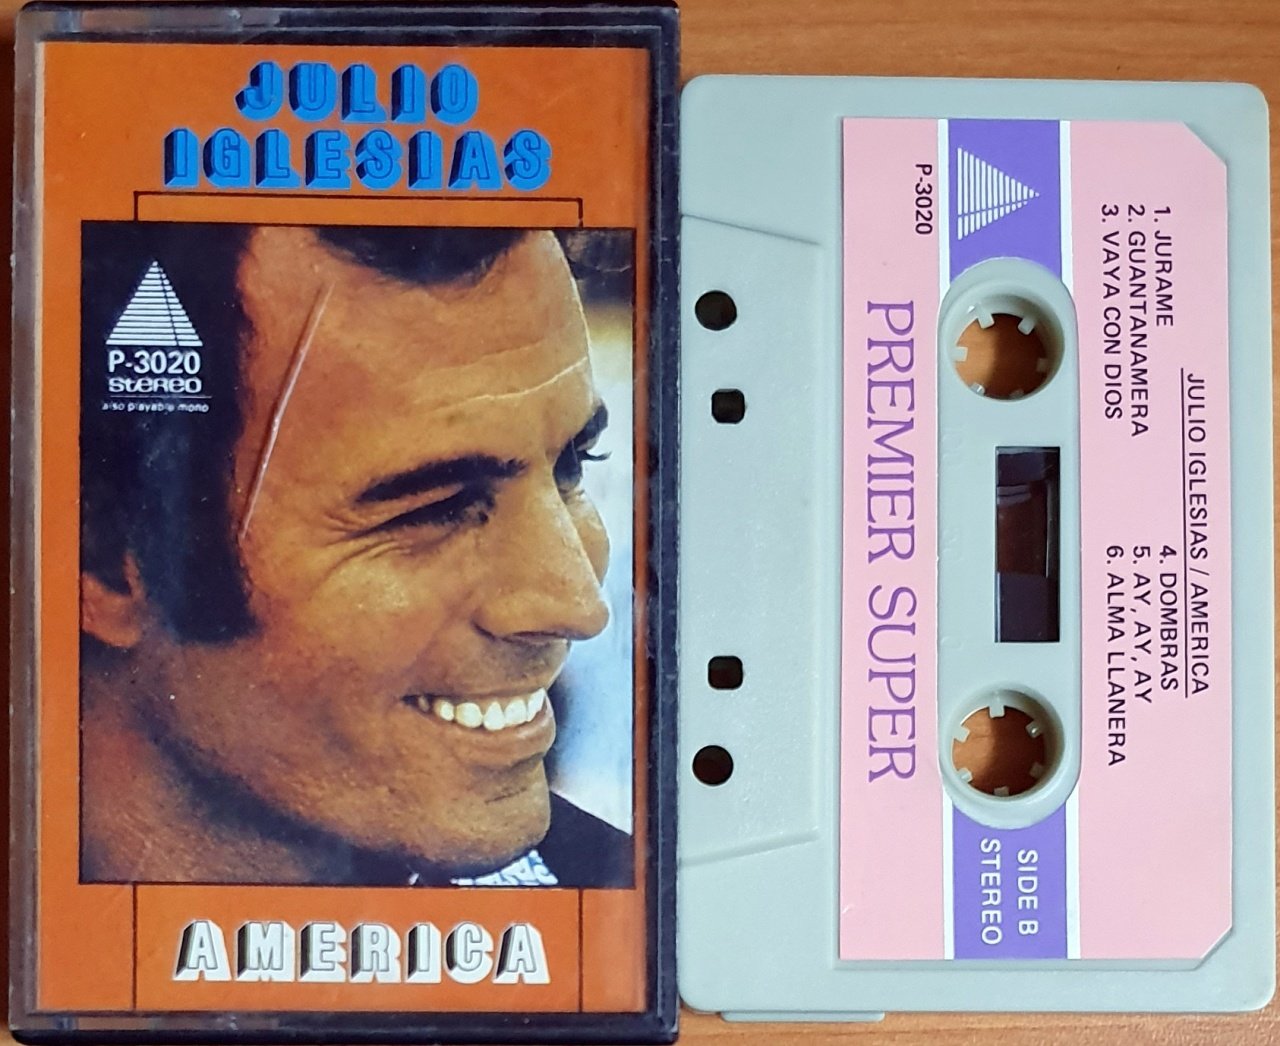 JULIO
IGLESIAS
P-3020
STEREO
also playable mono
AMERICA
JULIO IGLESIAS / AMERICA
1. JURAME
2. GUANTANAMERA
3. VAYA CON DIOS
4. DOMBRAS
5. AY, AY, AY
6. ALMA LLANERA
SIDE B
STEREO
P-3020
PREMIER SUPER